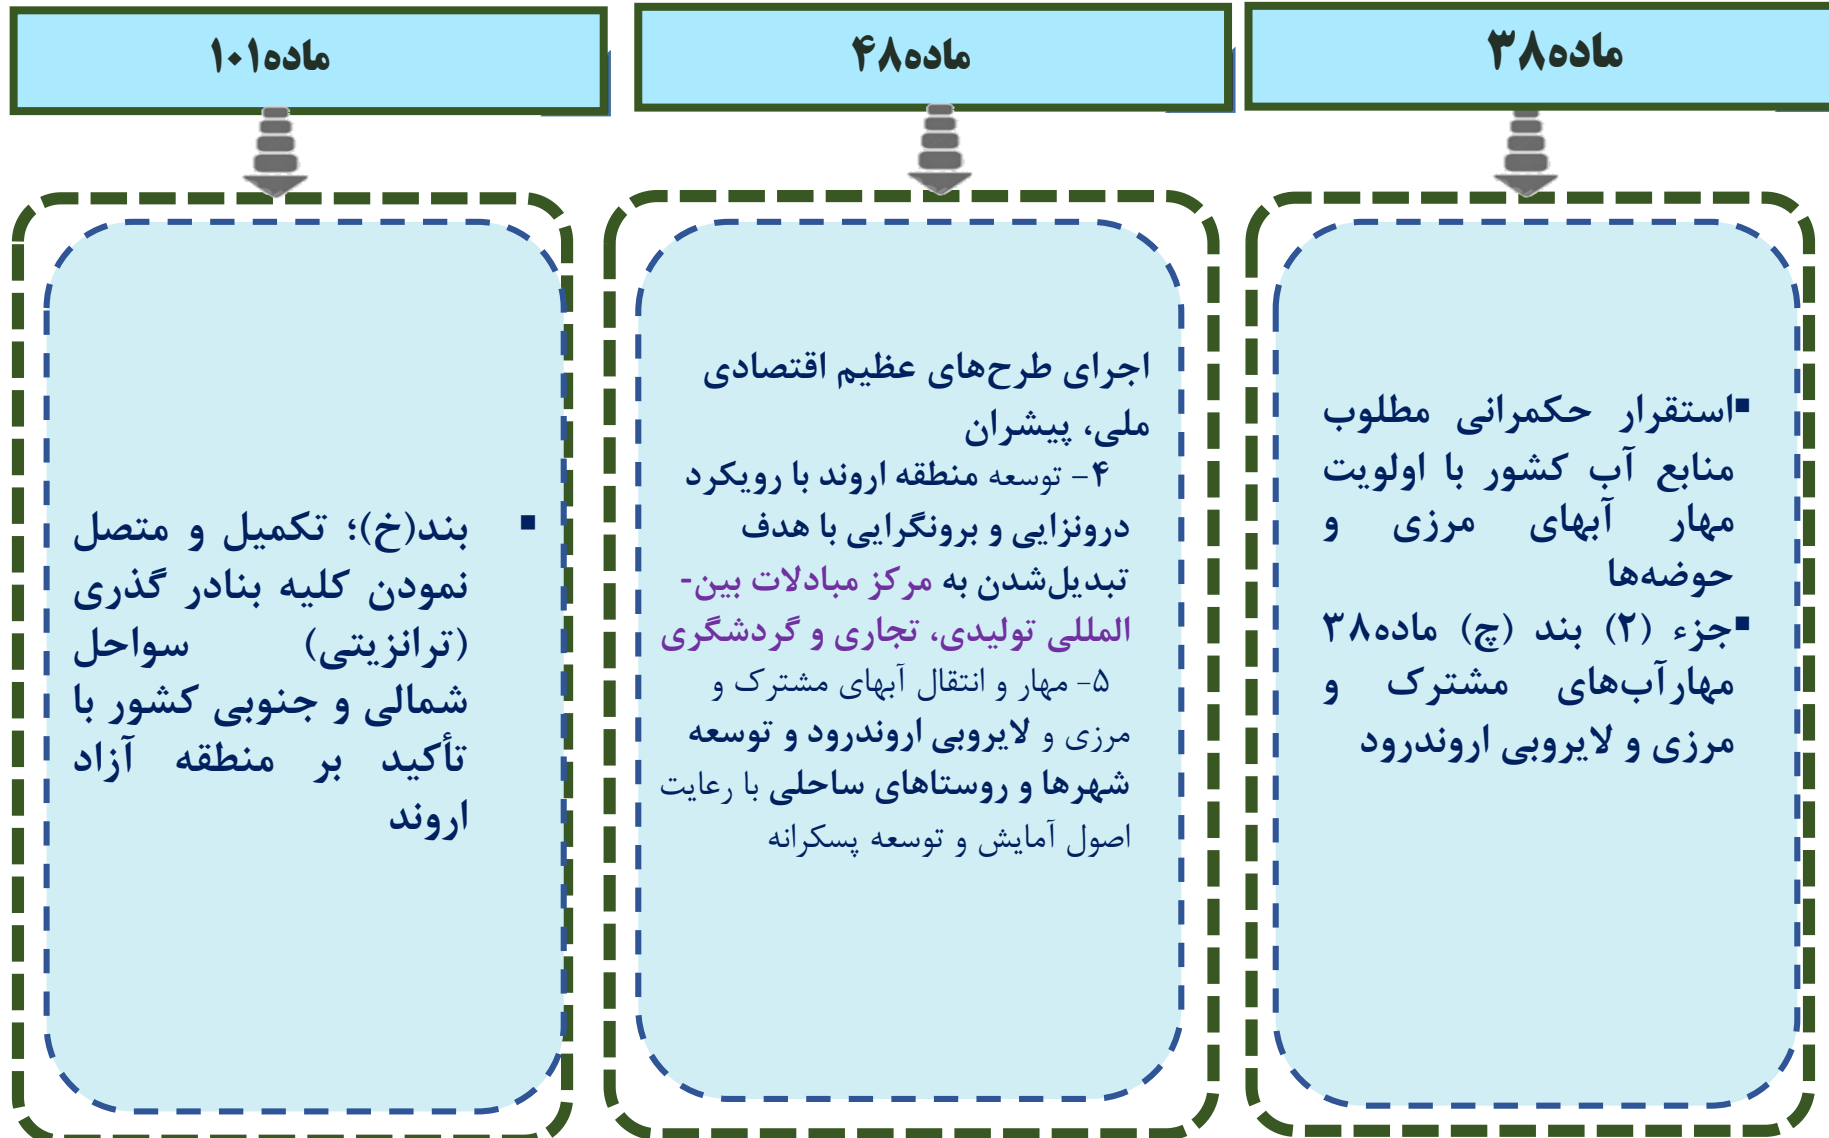 ماده۳۸
▪استقرار حکمرانی مطلوب
منابع آب کشور با اولویت
مهار آبهای مرزی و
حوضه‌ها
▪جزء (۲) بند (چ) ماده۳۸
مهارآب‌های مشترک و
مرزی و لایروبی اروندرود
ماده۴۸
اجرای طرح‌های عظیم اقتصادی
ملی، پیشران
۴- توسعه منطقه اروند با رویکرد
درونزایی و برونگرایی با هدف
تبدیل‌شدن به مرکز مبادلات بین-
المللی تولیدی، تجاری و گردشگری
۵- مهار و انتقال آبهای مشترک و
مرزی و لایروبی اروندرود و توسعه
شهرها و روستاهای ساحلی با رعایت
اصول آمایش و توسعه پسکرانه
ماده۱۰۱
▪ بند(خ)؛ تکمیل و متصل
نمودن کلیه بنادر گذری
(ترانزیتی) سواحل
شمالی و جنوبی کشور با
تأکید بر منطقه آزاد
اروند